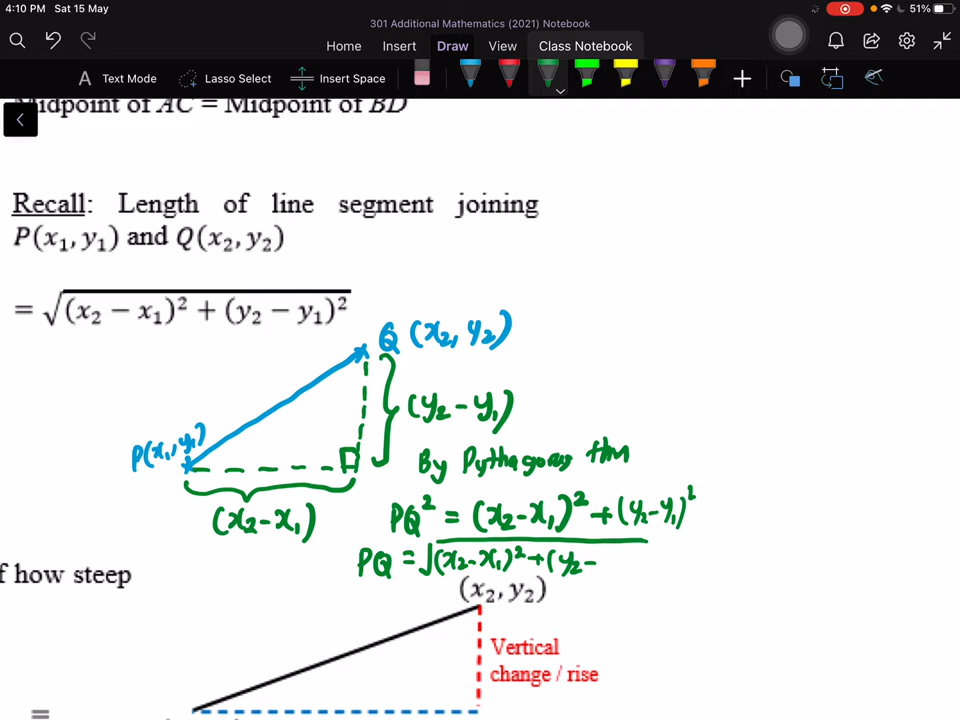 4:10 PM Sat 15 May
51%
301 Additional Mathematics (2021) Notebook
Home Insert Draw View Class Notebook
A Text Mode Lasso Select Insert Space
Midpoint of AC = Midpoint of BD
Recall: Length of line segment joining
P(x₁, y₁) and Q(x₂, y₂)
= √(x₂ − x₁)² + (y₂ − y₁)²
Q (x₂, y₂)
(y₂ − y₁)
P(x₁, y₁)
By Pythagoras thm
(x₂ − x₁)
PQ² = (x₂ − x₁)² + (y₂ − y₁)²
PQ = √(x₂ − x₁)² + (y₂ −
f how steep
(x₂, y₂)
Vertical
change / rise
=